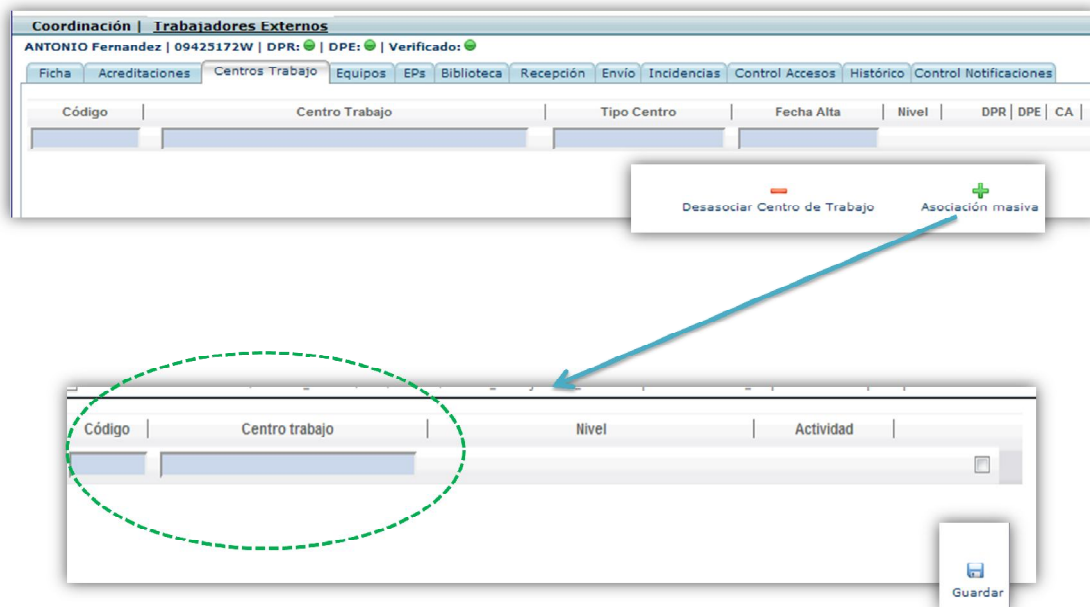 Coordinación | Trabajadores Externos
ANTONIO Fernandez | 09425172W | DPR: | DPE: | Verificado:
Ficha Acreditaciones Centros Trabajo Equipos EPs Biblioteca Recepción Envío Incidencias Control Accesos Histórico Control Notificaciones
Código | Centro Trabajo | Tipo Centro | Fecha Alta | Nivel | DPR | DPE | CA |
Desasociar Centro de Trabajo Asociación masiva
Código | Centro trabajo | Nivel | Actividad |
Guardar